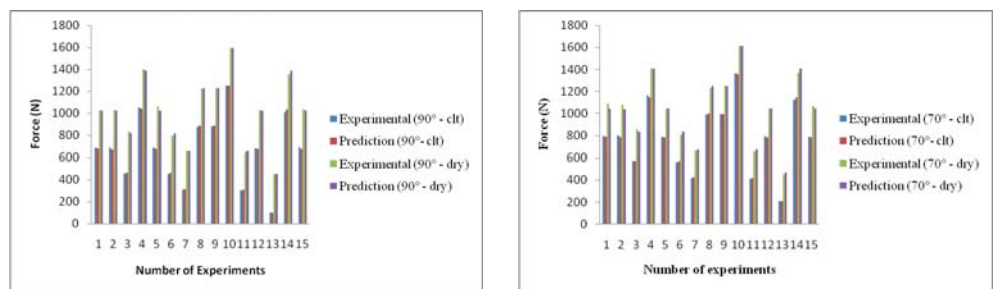 1800
1600
1400
1200
1000
800
600
400
200
0
Force (N)
1 2 3 4 5 6 7 8 9 10 11 12 13 14 15
Number of Experiments
Experimental (90° - clt)
Prediction (90°- clt)
Experimental (90° - dry)
Prediction (90° - dry)
1800
1600
1400
1200
1000
800
600
400
200
0
Force (N)
1 2 3 4 5 6 7 8 9 10 11 12 13 14 15
Number of experiments
Experimental (70° - clt)
Prediction (70°- clt)
Experimental (70° - dry)
Prediction (70° - dry)